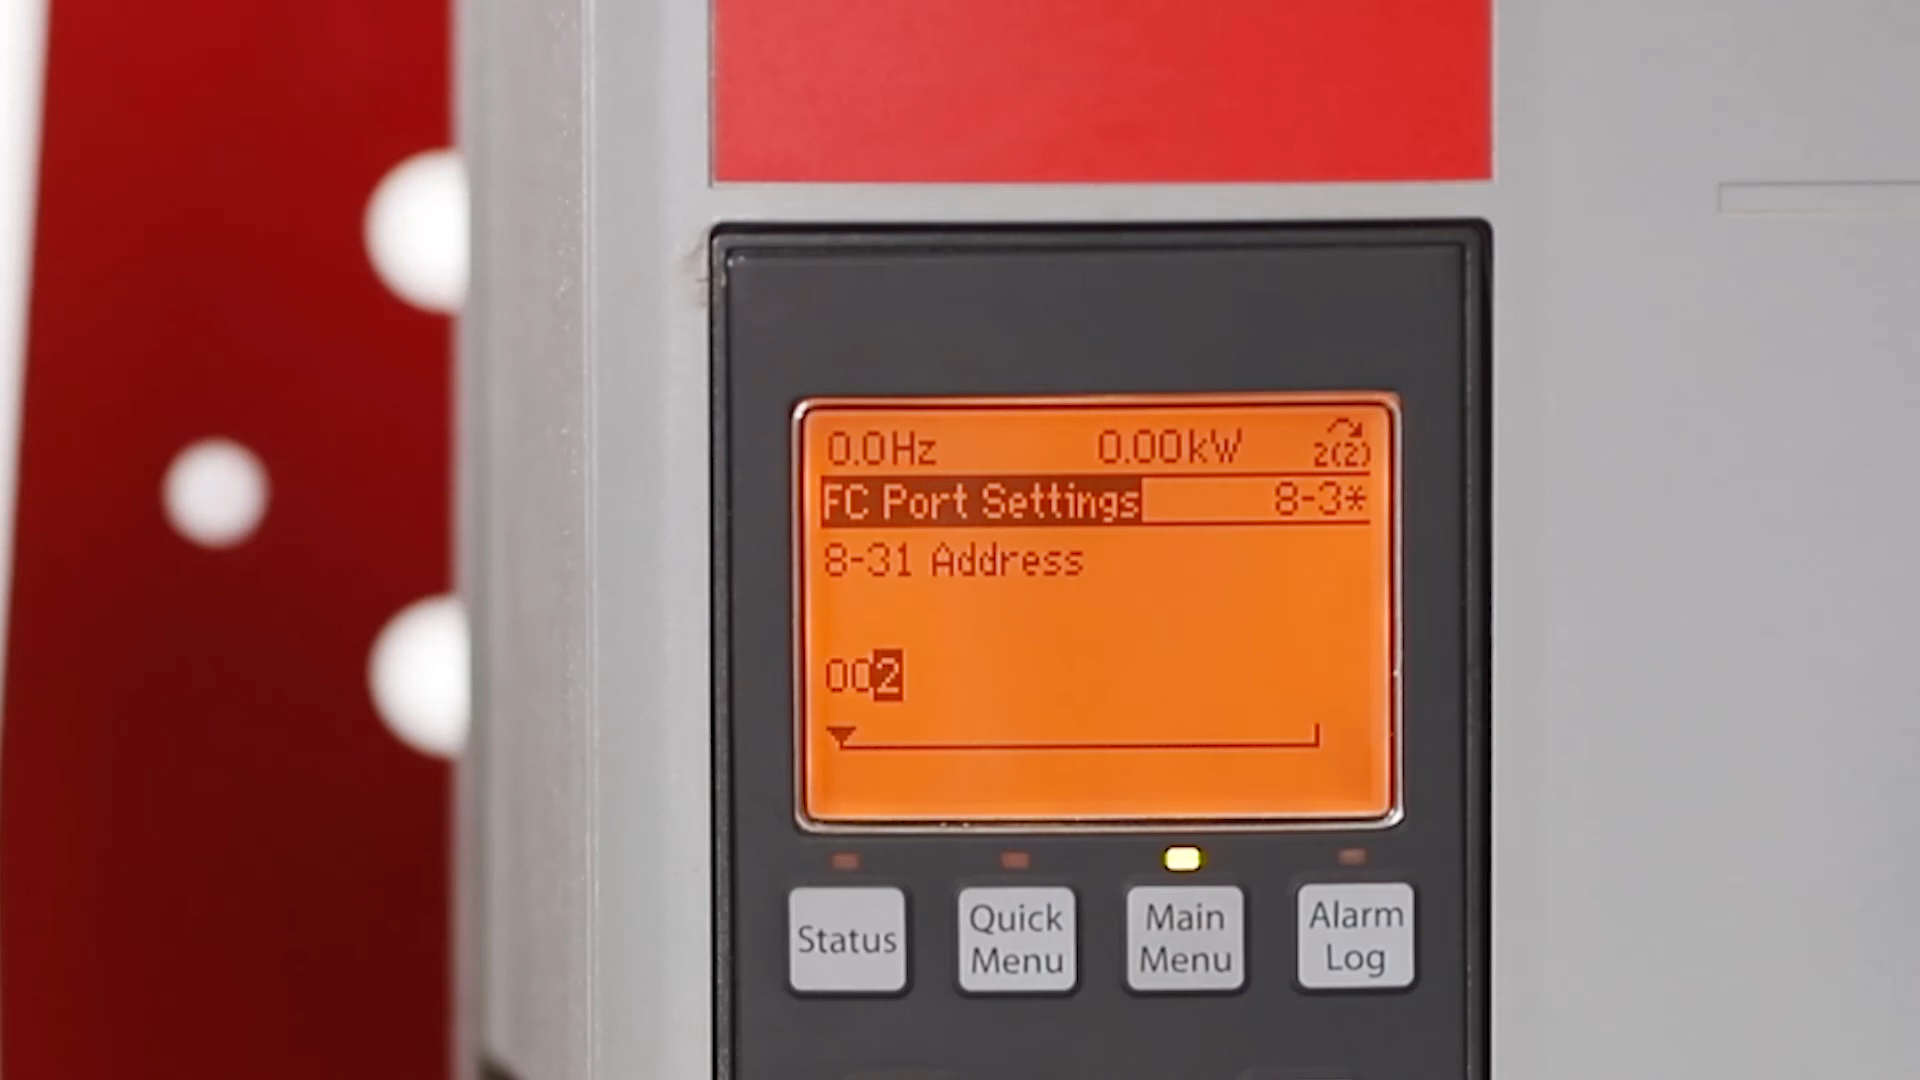 0.0Hz 0.00kW 2(2)
FC Port Settings 8-3*
8-31 Address
002
Status
Quick Menu
Main Menu
Alarm Log